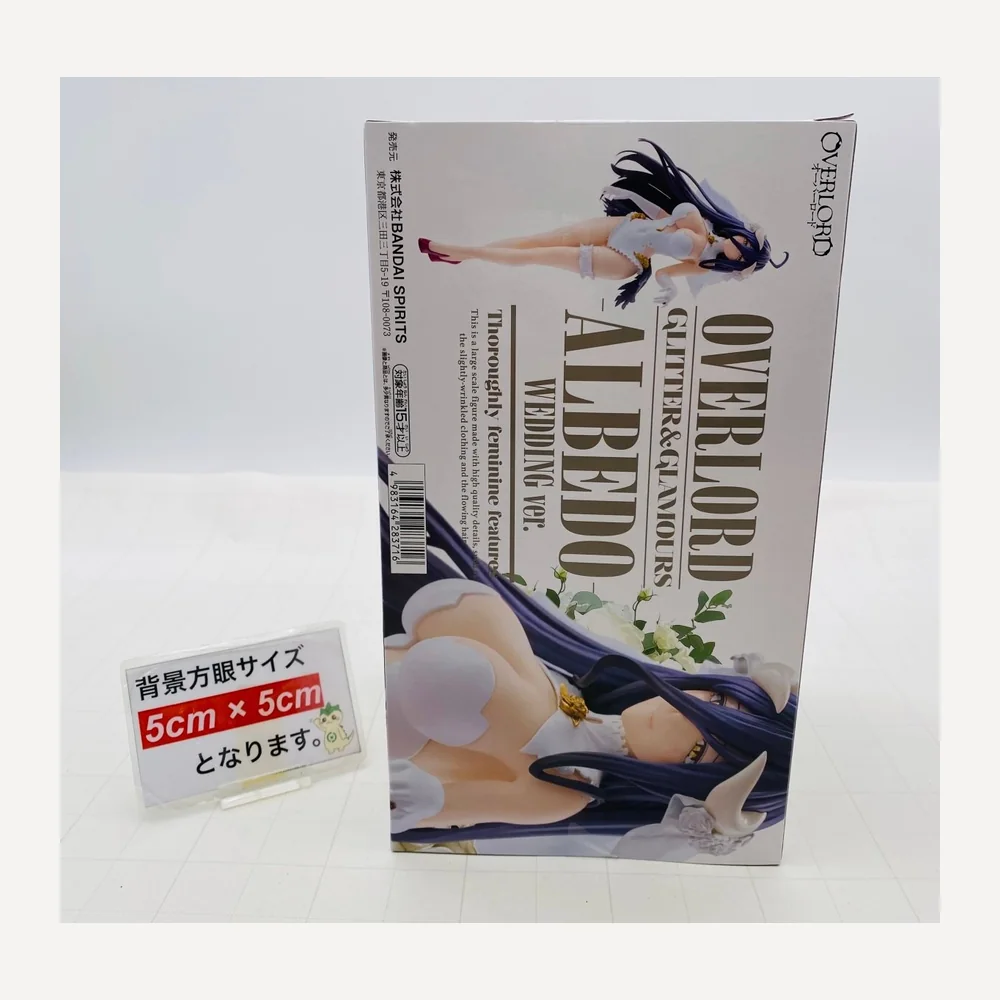 OVERLORD
オーバーロード
OVERLORD
GLITTER&GLAMOURS
ALBEDO
WEDDING ver.
Thoroughly feminine features
This is a large scale figure made with high quality details,
the slightly-wrinkled clothing and the flowing hair
発売元 株式会社BANDAI SPIRITS
東京都港区三田三丁目5-19 〒108-0073
対象年齢15才以上
4 983164 283716
背景方眼サイズ
5cm × 5cm
となります。